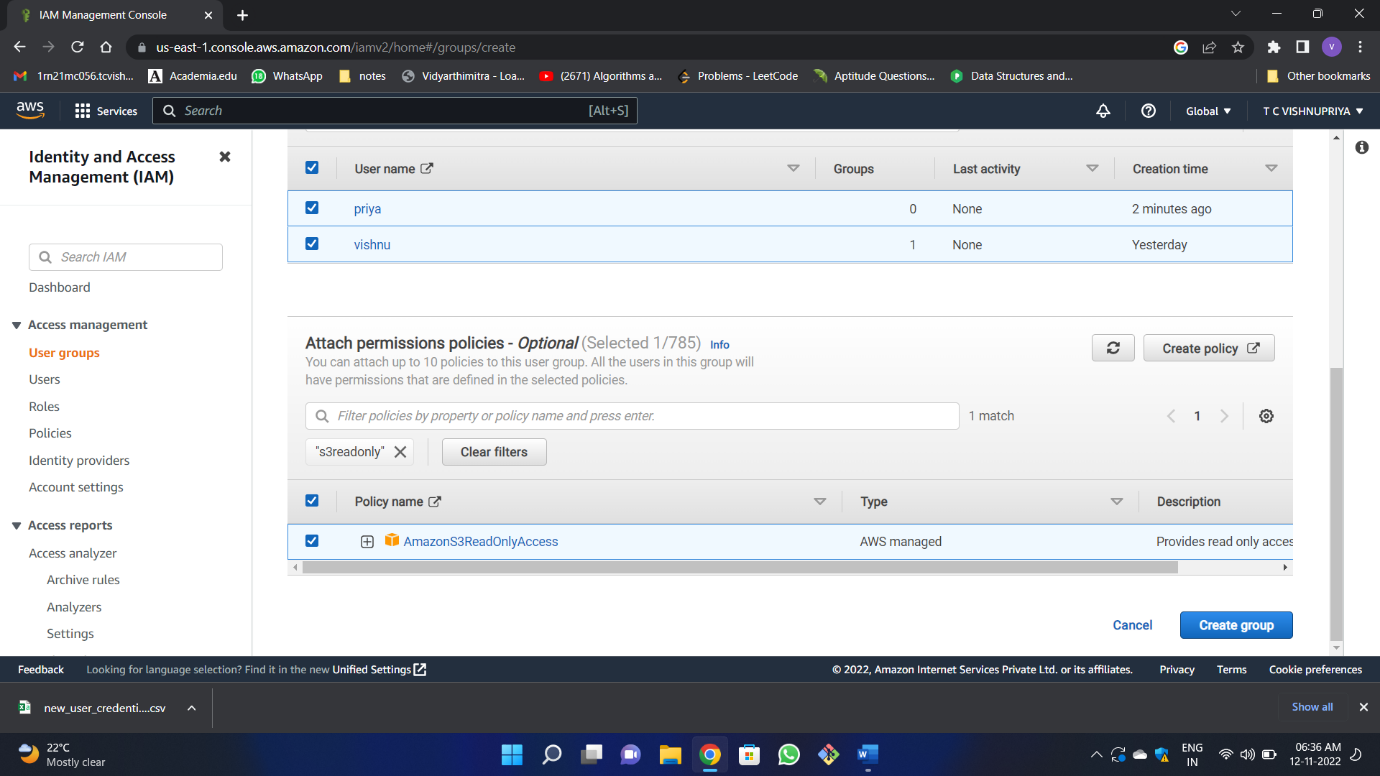 IAM Management Console
us-east-1.console.aws.amazon.com/iamv2/home#/groups/create
V
1rn21mc056.tcvish...
Academia.edu
WhatsApp
notes
Vidyarthimitra - Loa...
(2671) Algorithms a...
Problems - LeetCode
Aptitude Questions...
Data Structures and...
Other bookmarks
aws
Services
Search
[Alt+S]
Global
T C VISHNUPRIYA
Identity and Access
Management (IAM)
Search IAM
Dashboard
Access management
User groups
Users
Roles
Policies
Identity providers
Account settings
Access reports
Access analyzer
Archive rules
Analyzers
Settings
User name
Groups
Last activity
Creation time
priya 0 None 2 minutes ago
vishnu 1 None Yesterday
Attach permissions policies - Optional (Selected 1/785) Info
You can attach up to 10 policies to this user group. All the users in this group will
have permissions that are defined in the selected policies.
Create policy
Filter policies by property or policy name and press enter.
1 match
1
"s3readonly"
Clear filters
Policy name
Type
Description
AmazonS3ReadOnlyAccess
AWS managed
Provides read only acces
Cancel
Create group
Feedback
Looking for language selection? Find it in the new Unified Settings
© 2022, Amazon Internet Services Private Ltd. or its affiliates.
Privacy
Terms
Cookie preferences
new_user_credenti....csv
Show all
22°C
Mostly clear
ENG
IN
06:36 AM
12-11-2022